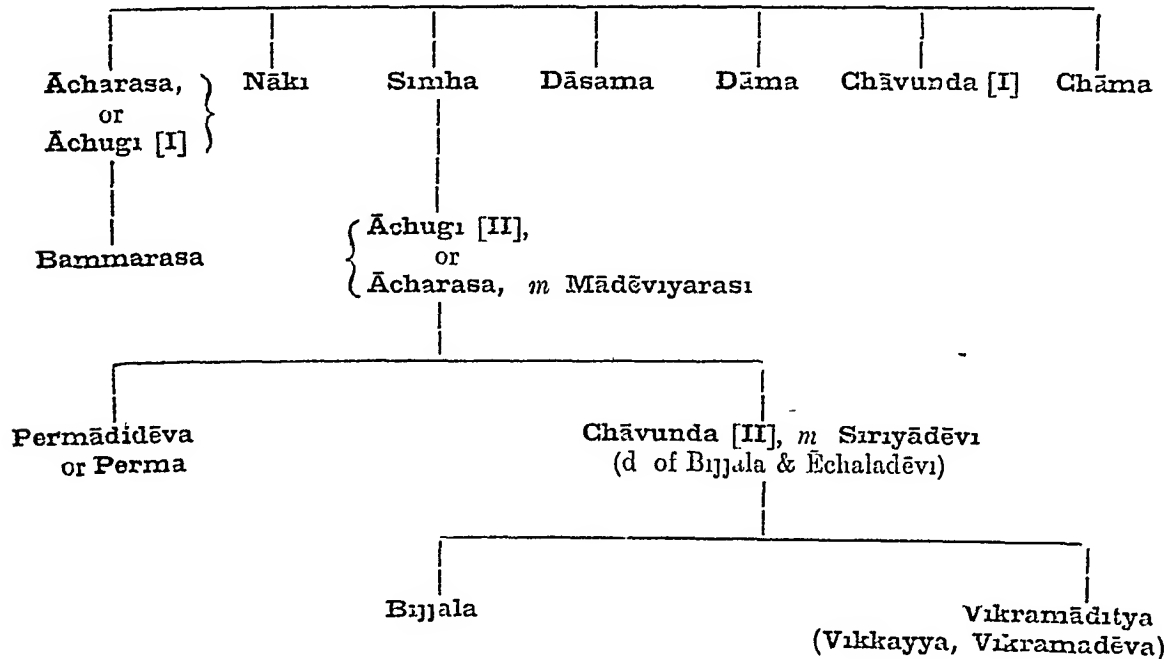 Ācharasa, or Āchugi [I]
Nāki
Simha
Dāsama
Dāma
Chāvunda [I]
Chāma
Bammarasa
Āchugi [II],
or
Ācharasa, m Mādēviyarasi
Permādidēva
or Perma
Chāvunda [II], m Siriyādēvi
(d of Bijjala & Ēchaladēvi)
Bijjala
Vikramāditya
(Vikkayya, Vikramadēva)